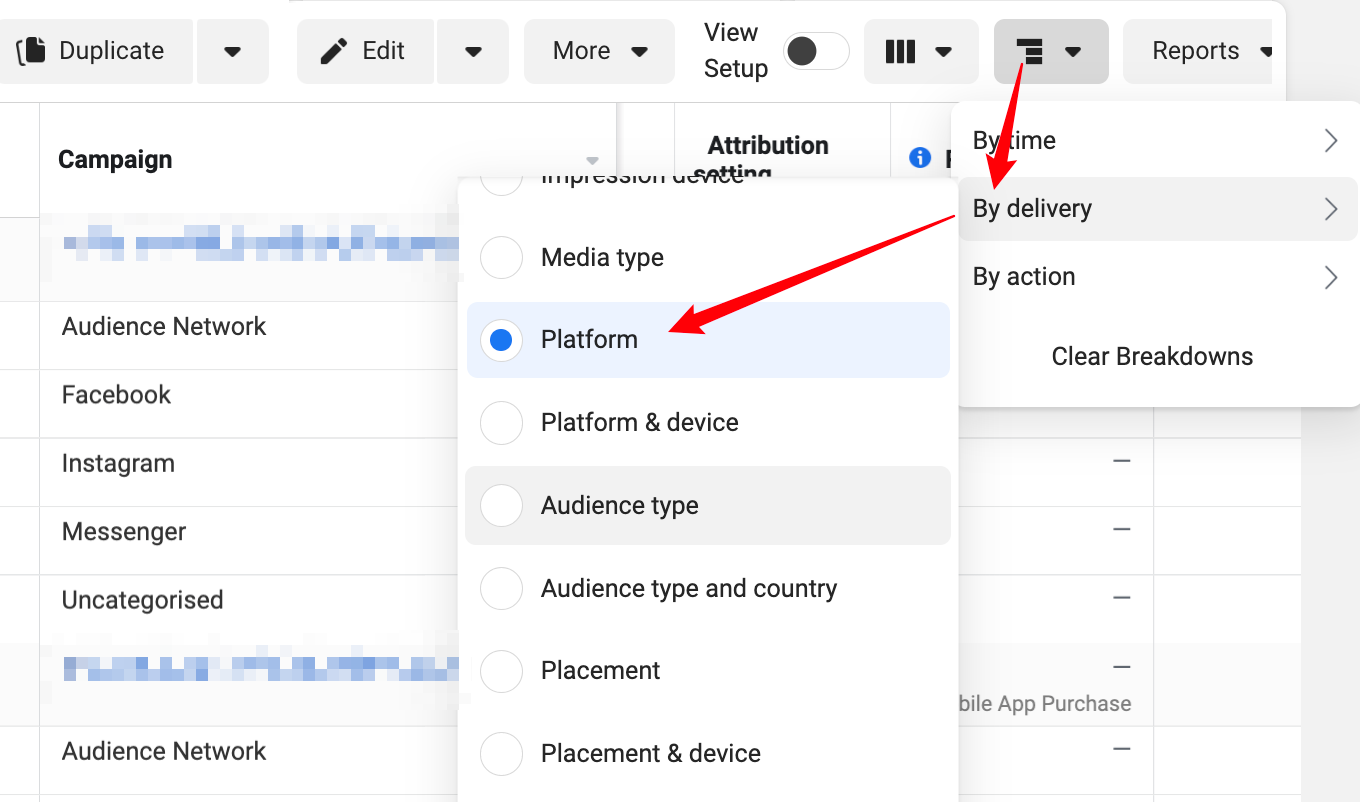 Duplicate
Edit
More
View
Setup
Reports
Campaign
Attribution
setting
By time
By delivery
By action
Clear Breakdowns
Impression device
Media type
Platform
Platform & device
Audience type
Audience type and country
Placement
Placement & device
Audience Network
Facebook
Instagram
Messenger
Uncategorised
Audience Network
—
—
—
—
bile App Purchase
—